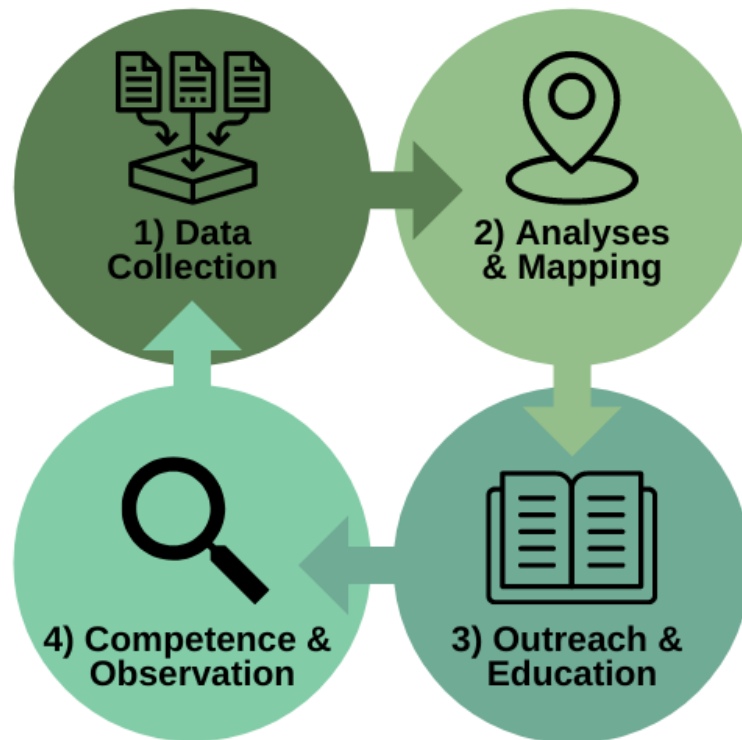 1) Data
Collection
2) Analyses
& Mapping
3) Outreach &
Education
4) Competence &
Observation